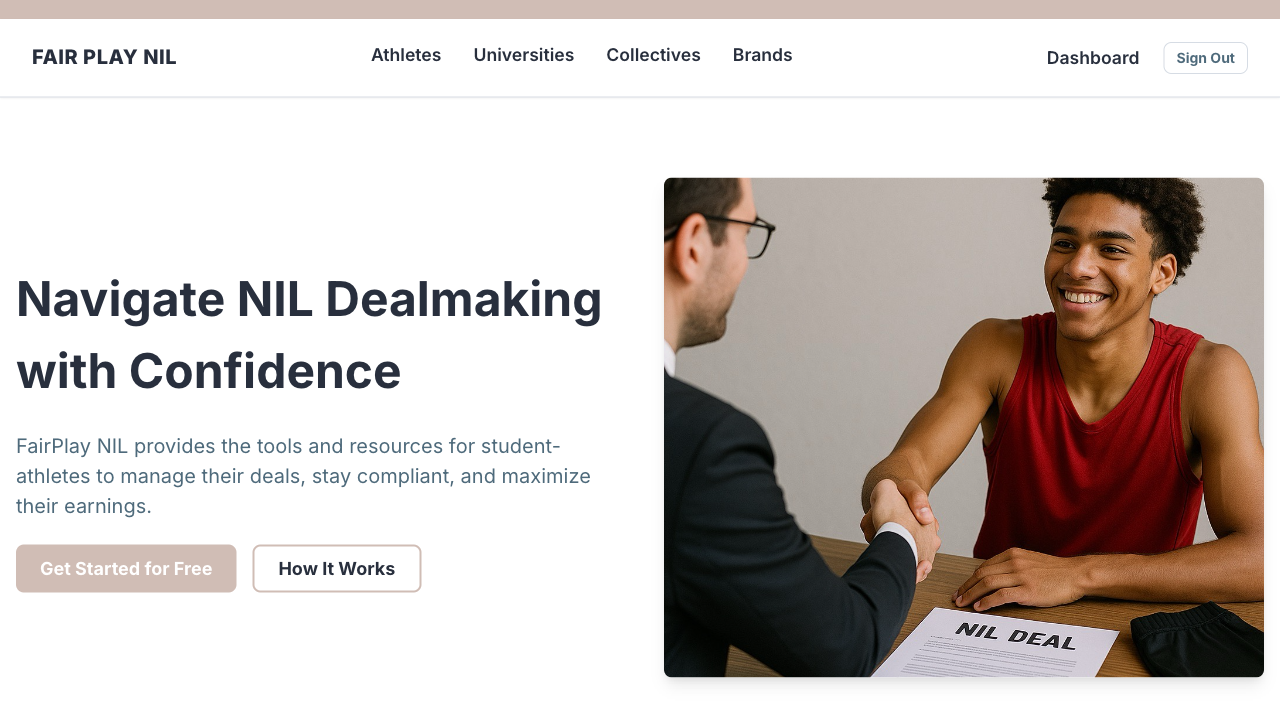 FAIR PLAY NIL
Athletes
Universities
Collectives
Brands
Dashboard
Sign Out
Navigate NIL Dealmaking
with Confidence
FairPlay NIL provides the tools and resources for student-
athletes to manage their deals, stay compliant, and maximize
their earnings.
Get Started for Free
How It Works
NIL DEAL